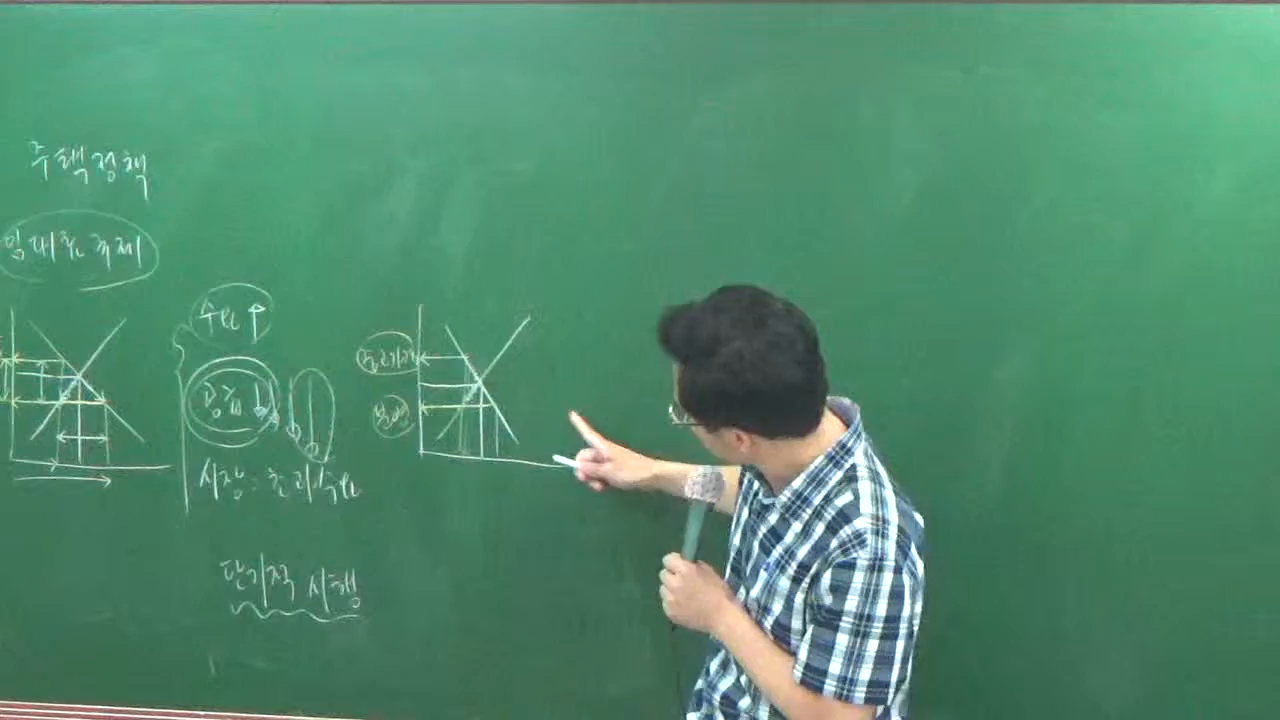 주택정책
임대료규제
수요↑
공급↓
시장:초과수요
단기적 시행